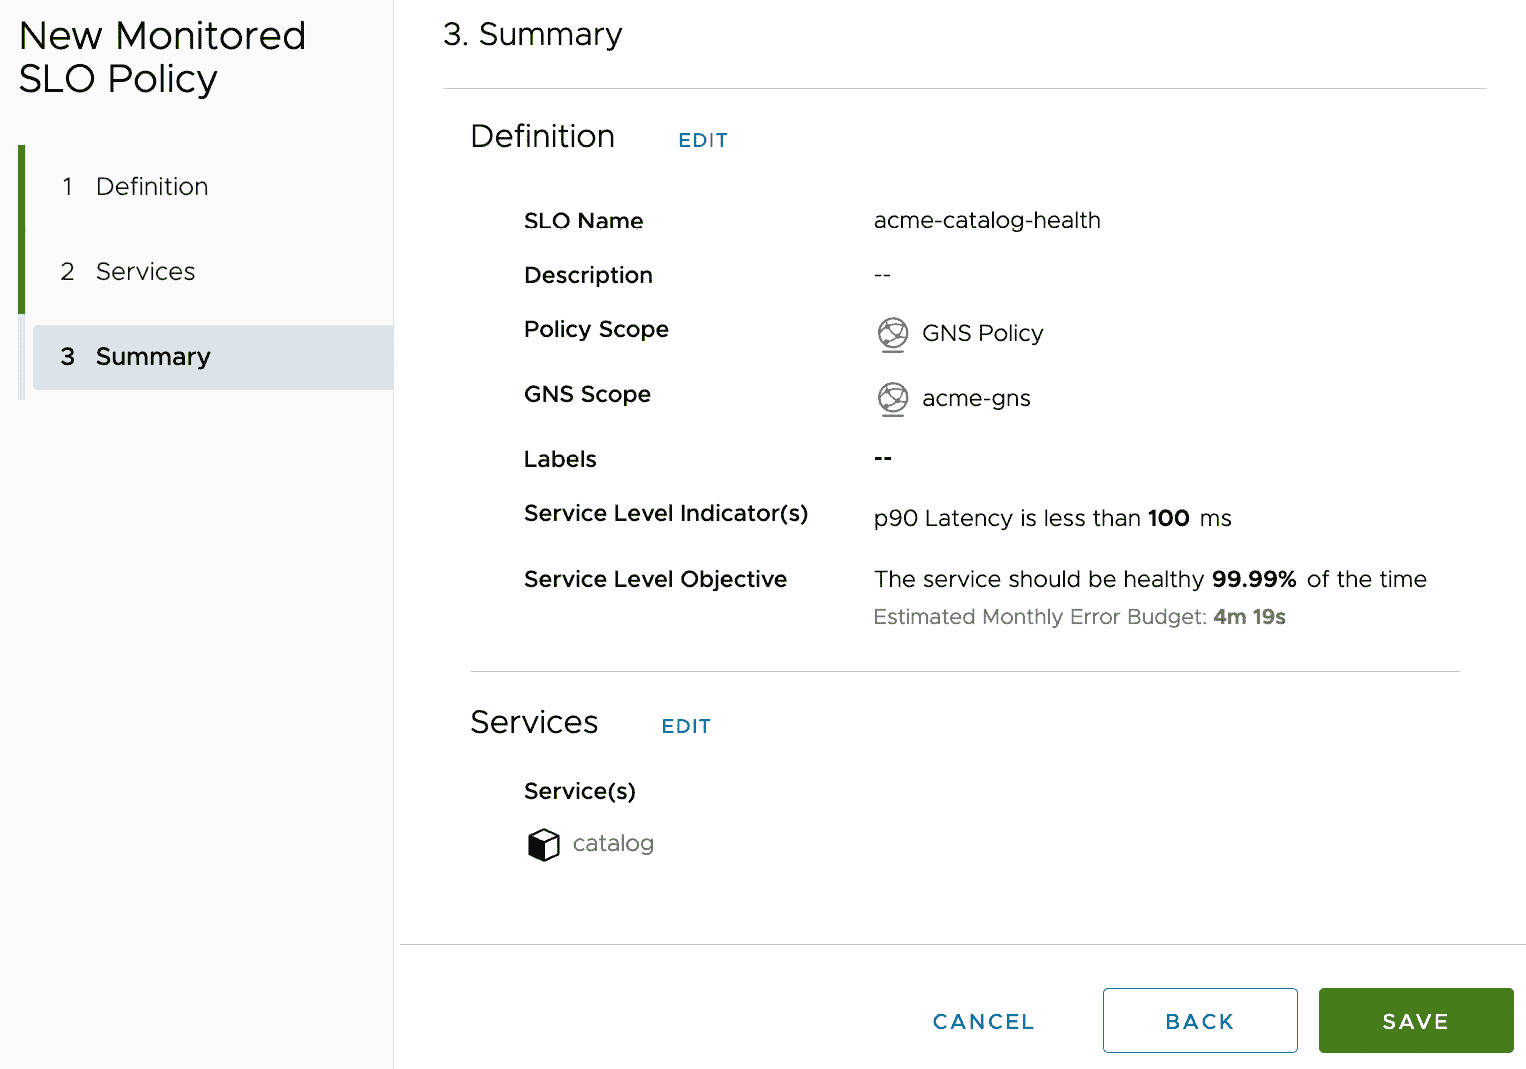 New Monitored
SLO Policy
1 Definition
2 Services
3 Summary
3. Summary
Definition EDIT
SLO Name acme-catalog-health
Description --
Policy Scope GNS Policy
GNS Scope acme-gns
Labels --
Service Level Indicator(s) p90 Latency is less than 100 ms
Service Level Objective The service should be healthy 99.99% of the time
Estimated Monthly Error Budget: 4m 19s
Services EDIT
Service(s)
catalog
CANCEL BACK SAVE